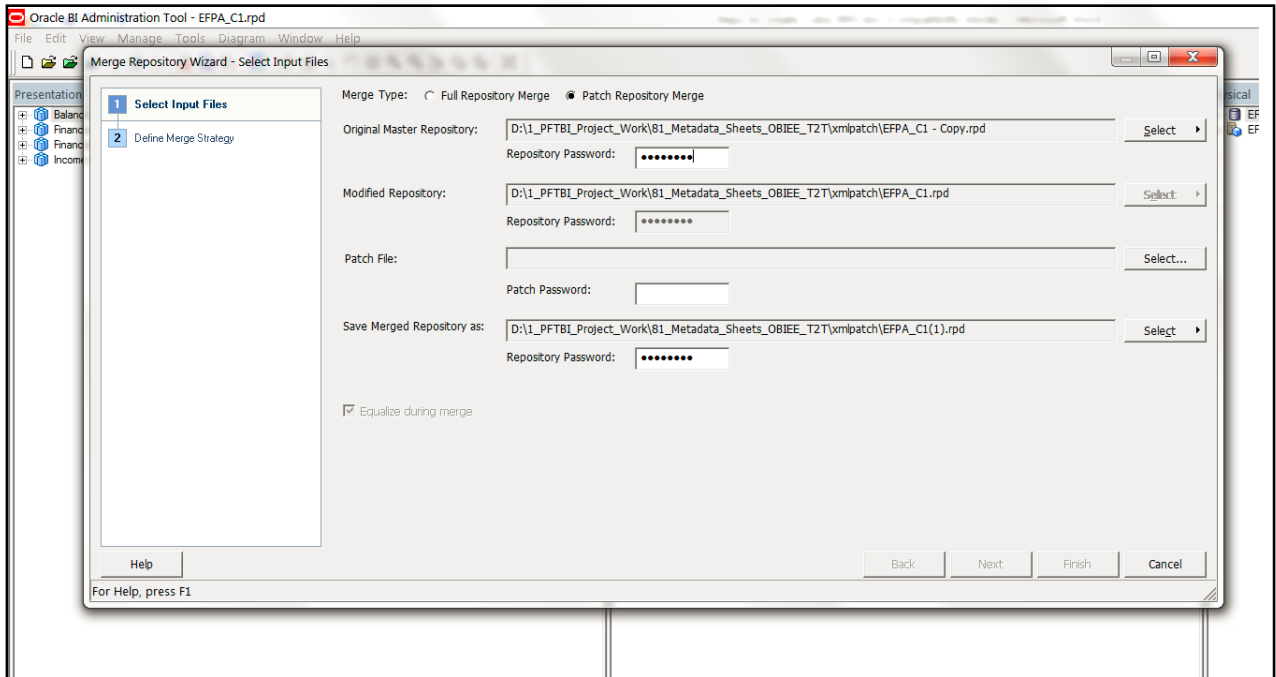 Oracle BI Administration Tool - EFPA_C1.rpd
File Edit View Manage Tools Diagram Window Help
Merge Repository Wizard - Select Input Files
Presentation
Balanc
Financ
Financ
Income
sical
EF
EF
1 Select Input Files
2 Define Merge Strategy
Merge Type: Full Repository Merge Patch Repository Merge
Original Master Repository: D:\1_PFTBI_Project_Work\81_Metadata_Sheets_OBIEE_T2T\xmlpatch\EFPA_C1 - Copy.rpd Select
Repository Password: ••••••••
Modified Repository: D:\1_PFTBI_Project_Work\81_Metadata_Sheets_OBIEE_T2T\xmlpatch\EFPA_C1.rpd Select
Repository Password: ••••••••
Patch File: Select...
Patch Password:
Save Merged Repository as: D:\1_PFTBI_Project_Work\81_Metadata_Sheets_OBIEE_T2T\xmlpatch\EFPA_C1(1).rpd Select
Repository Password: ••••••••
Equalize during merge
Help Back Next Finish Cancel
For Help, press F1